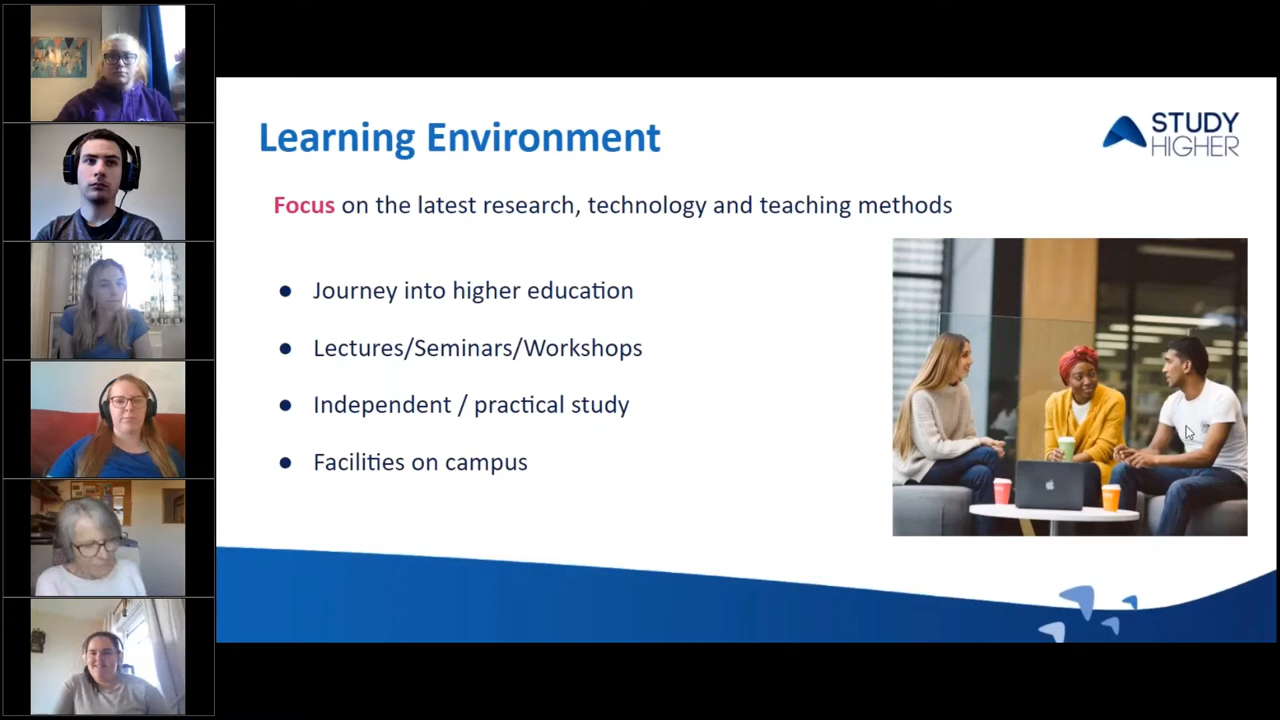 Learning Environment
STUDY
HIGHER
Focus on the latest research, technology and teaching methods
● Journey into higher education
● Lectures/Seminars/Workshops
● Independent / practical study
● Facilities on campus